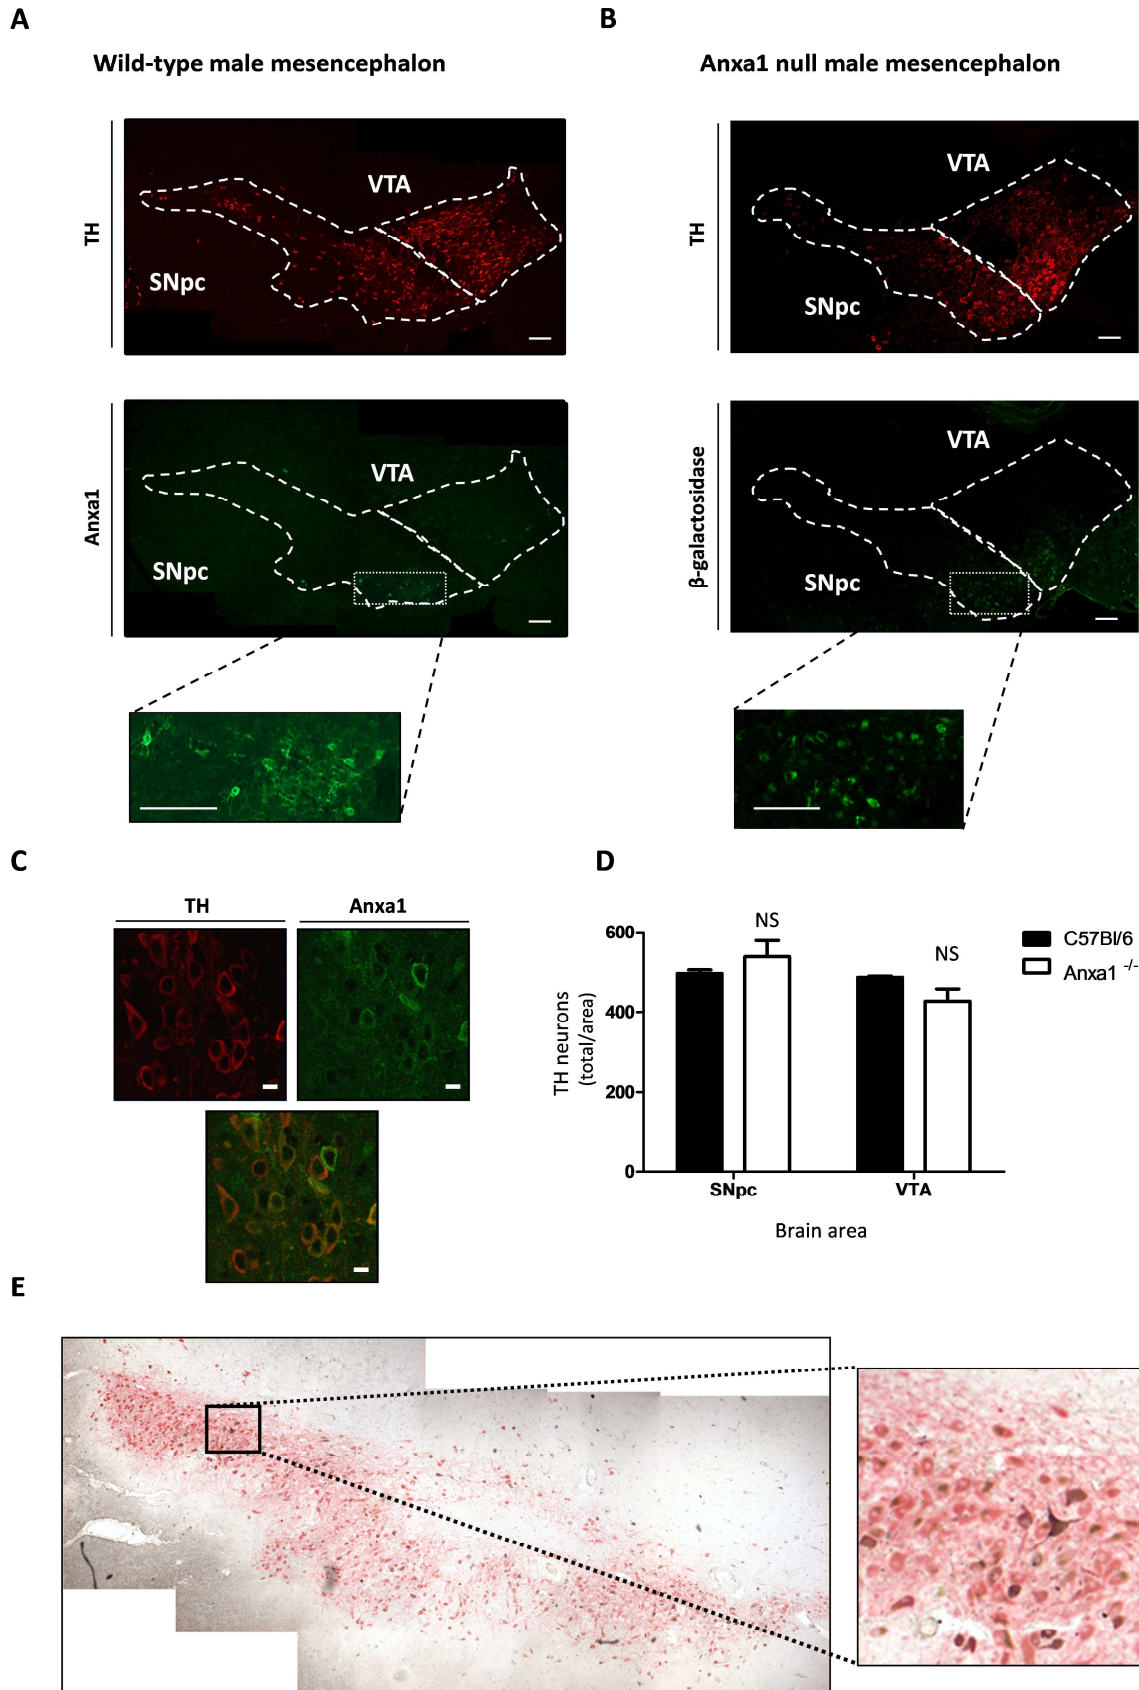 A
B
Wild-type male mesencephalon
Anxa1 null male mesencephalon
TH
VTA
SNpc
TH
VTA
SNpc
Anxa1
VTA
SNpc
β-galactosidase
VTA
SNpc
C
D
TH
Anxa1
TH neurons
(total/area)
600
400
200
0
NS
NS
C57Bl/6
Anxa1 -/-
SNpc
VTA
Brain area
E